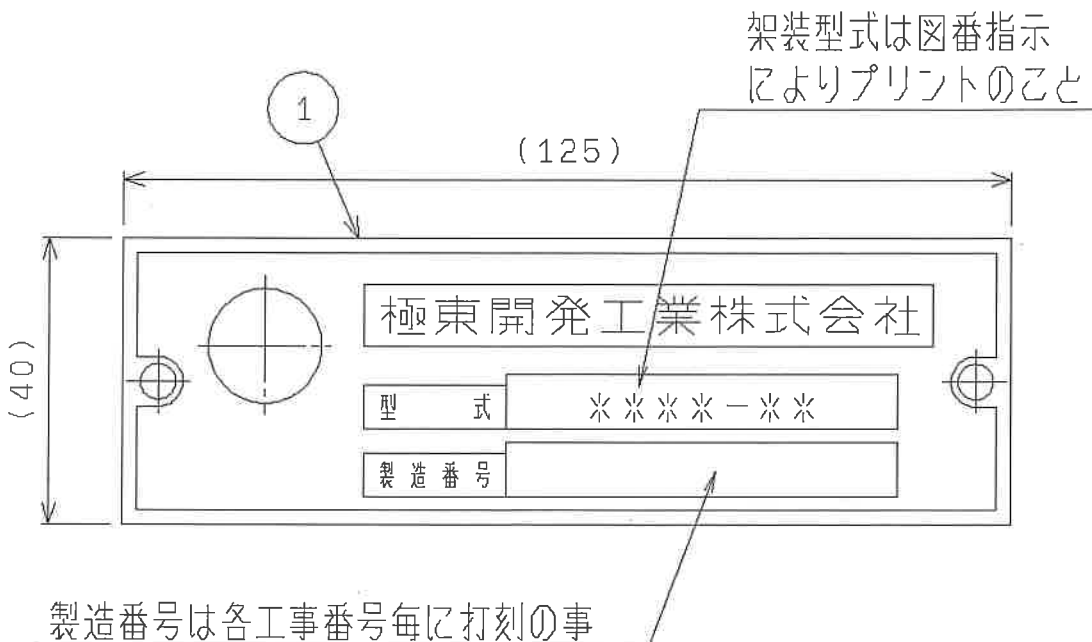 架装型式は図番指示
によりプリントのこと
1
(125)
(40)
極東開発工業株式会社
型 式 ****-**
製造番号
製造番号は各工事番号毎に打刻の事